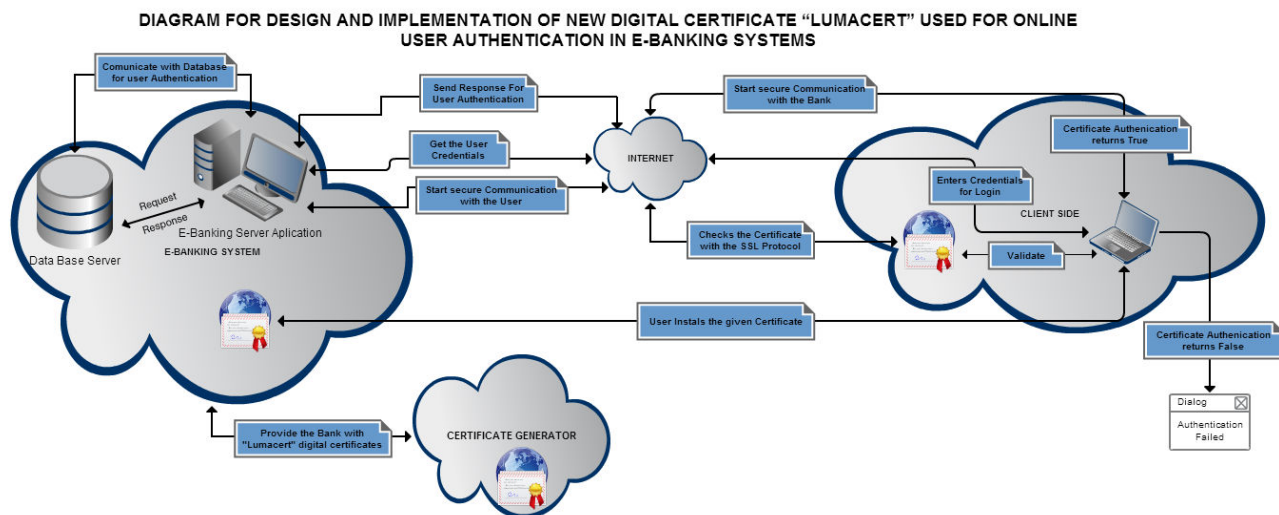 DIAGRAM FOR DESIGN AND IMPLEMENTATION OF NEW DIGITAL CERTIFICATE “LUMACERT” USED FOR ONLINE
USER AUTHENTICATION IN E-BANKING SYSTEMS
Comunicate with Database
for user Authentication
Send Response For
User Authentication
Start secure Communication
with the Bank
Certificate Authenication
returns True
Get the User
Credentials
INTERNET
Enters Credentials
for Login
Start secure Communication
with the User
CLIENT SIDE
Request
Response
E-Banking Server Aplication
E-BANKING SYSTEM
Data Base Server
Checks the Certificate
with the SSL Protocol
Validate
User Instals the given Certificate
Certificate Authenication
returns False
Dialog
Authentication
Failed
Provide the Bank with
"Lumacert" digital certificates
CERTIFICATE GENERATOR